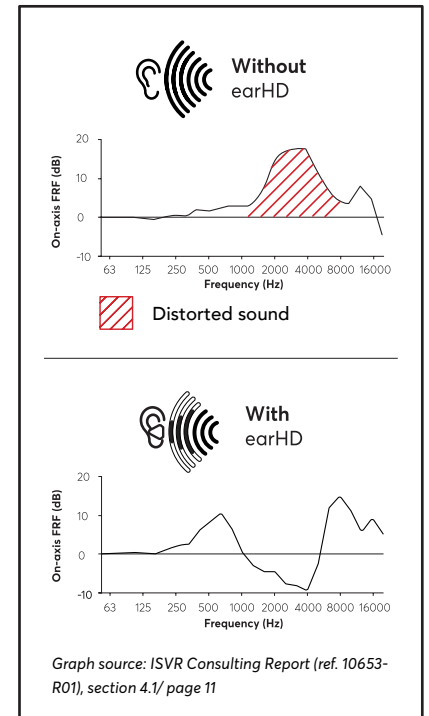 Without
earHD
On-axis FRF (dB)
20
10
0
-10
63 125 250 500 1000 2000 4000 8000 16000
Frequency (Hz)
Distorted sound
With
earHD
On-axis FRF (dB)
20
10
0
-10
63 125 250 500 1000 2000 4000 8000 16000
Frequency (Hz)
Graph source: ISVR Consulting Report (ref. 10653-
R01), section 4.1/ page 11